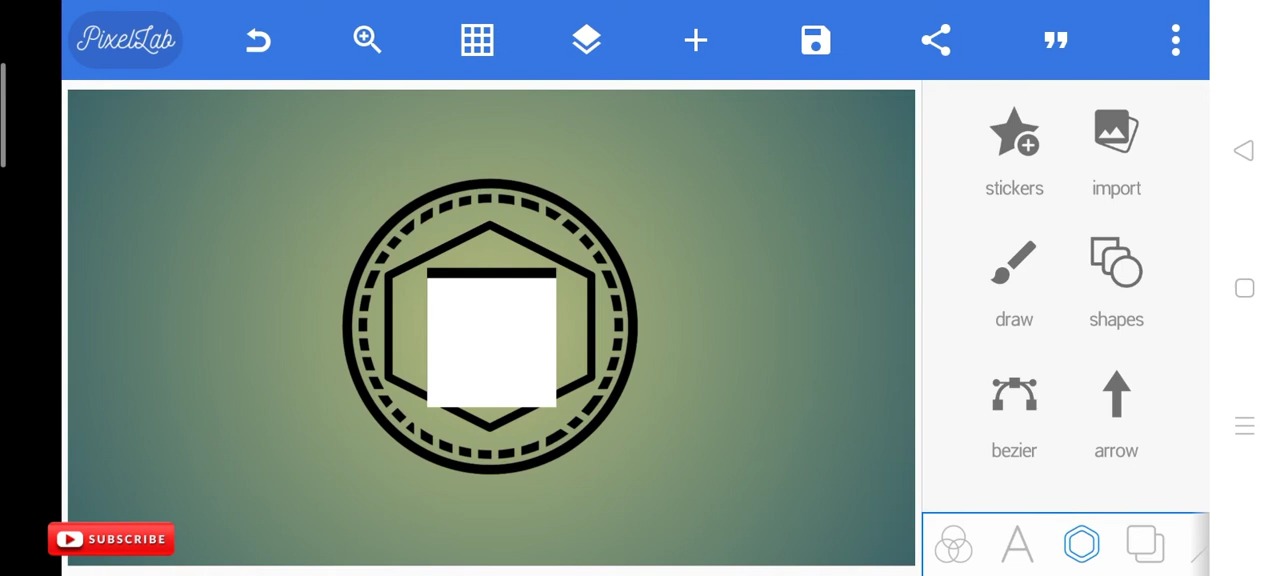 PixelLab
stickers
import
draw
shapes
bezier
arrow
SUBSCRIBE